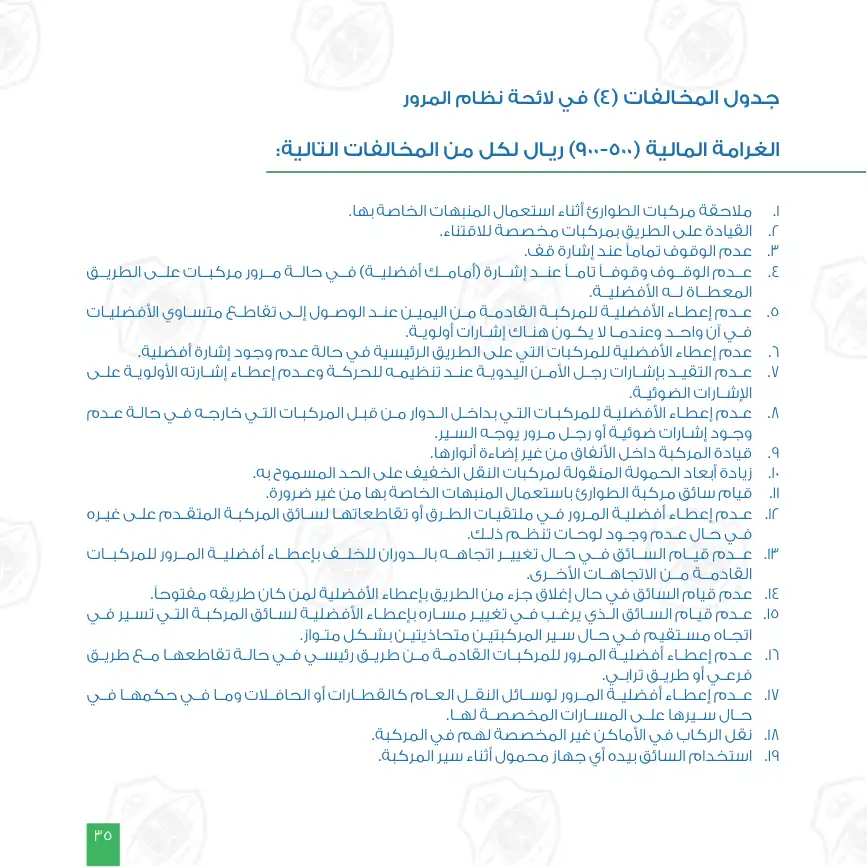 جدول المخالفات (٤) في لائحة نظام المرور
الغرامة المالية (٥٠٠-٩٠٠) ريال لكل من المخالفات التالية:
١. ملاحقة مركبات الطوارئ أثناء استعمال المنبهات الخاصة بها.
٢. القيادة على الطريق بمركبات مخصصة للاقتناء.
٣. عدم الوقوف تماماً عند إشارة قف.
٤. عدم الوقوف وقوفاً تاماً عند إشارة (أمامك أفضلية) في حالة مرور مركبات على الطريق
المعطاة له الأفضلية.
٥. عدم إعطاء الأفضلية للمركبة القادمة من اليمين عند الوصول إلى تقاطع متساوي الأفضليات
في آن واحد وعندما لا يكون هناك إشارات أولوية.
٦. عدم إعطاء الأفضلية للمركبات التي على الطريق الرئيسية في حالة عدم وجود إشارة أفضلية.
٧. عدم التقيد بإشارات رجل الأمن اليدوية عند تنظيمه للحركة وعدم إعطاء إشارته الأولوية على
الإشارات الضوئية.
٨. عدم إعطاء الأفضلية للمركبات التي بداخل الدوار من قبل المركبات التي خارجه في حالة عدم
وجود إشارات ضوئية أو رجل مرور يوجه السير.
٩. قيادة المركبة داخل الأنفاق من غير إضاءة أنوارها.
١٠. زيادة أبعاد الحمولة المنقولة لمركبات النقل الخفيف على الحد المسموح به.
١١. قيام سائق مركبة الطوارئ باستعمال المنبهات الخاصة بها من غير ضرورة.
١٢. عدم إعطاء أفضلية المرور في ملتقيات الطرق أو تقاطعاتها لسائق المركبة المتقدم على غيره
في حال عدم وجود لوحات تنظم ذلك.
١٣. عدم قيام السائق في حال تغيير اتجاهه بالدوران للخلف بإعطاء أفضلية المرور للمركبات
القادمة من الاتجاهات الأخرى.
١٤. عدم قيام السائق في حال إغلاق جزء من الطريق بإعطاء الأفضلية لمن كان طريقه مفتوحاً.
١٥. عدم قيام السائق الذي يرغب في تغيير مساره بإعطاء الأفضلية لسائق المركبة التي تسير في
اتجاه مستقيم في حال سير المركبتين متحاذيتين بشكل متواز.
١٦. عدم إعطاء أفضلية المرور للمركبات القادمة من طريق رئيسي في حالة تقاطعها مع طريق
فرعي أو طريق ترابي.
١٧. عدم إعطاء أفضلية المرور لوسائل النقل العام كالقطارات أو الحافلات وما في حكمها في
حال سيرها على المسارات المخصصة لها.
١٨. نقل الركاب في الأماكن غير المخصصة لهم في المركبة.
١٩. استخدام السائق بيده أي جهاز محمول أثناء سير المركبة.
٣٥